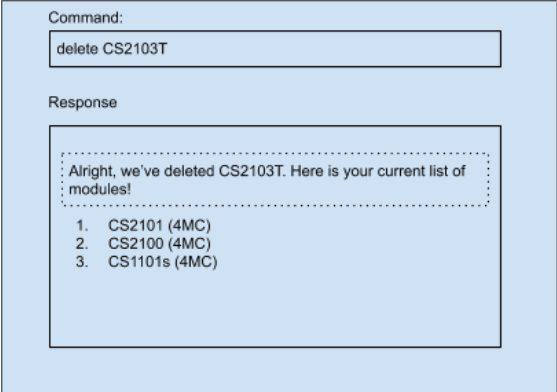 Command:
delete CS2103T
Response
Alright, we've deleted CS2103T. Here is your current list of
modules!
1. CS2101 (4MC)
2. CS2100 (4MC)
3. CS1101s (4MC)